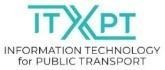 ITXPT
INFORMATION TECHNOLOGY
for PUBLIC TRANSPORT